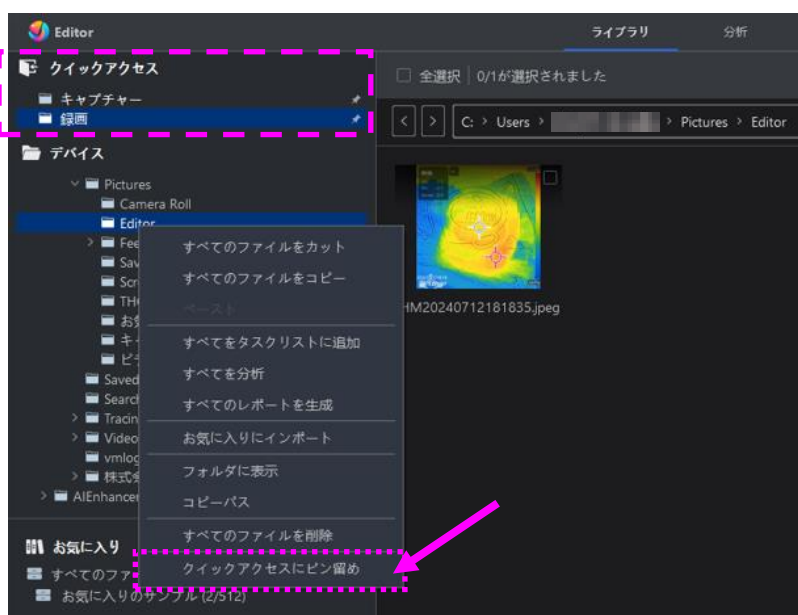 Editor
ライブラリ
分析
クイックアクセス
全選択 0/1が選択されました
キャプチャー
録画
C: > Users > > Pictures > Editor
デバイス
Pictures
Camera Roll
Editor
すべてのファイルをカット
すべてのファイルをコピー
ペースト
HM20240712181835.jpeg
すべてをタスクリストに追加
すべてを分析
Saved
すべてのレポートを生成
Search
Tracin
Video
お気に入りにインポート
vmlog
フォルダに表示
AIEnhancer
コピーパス
すべてのファイルを削除
お気に入り
クイックアクセスにピン留め
すべてのファ
お気に入りのサンプル (2/512)